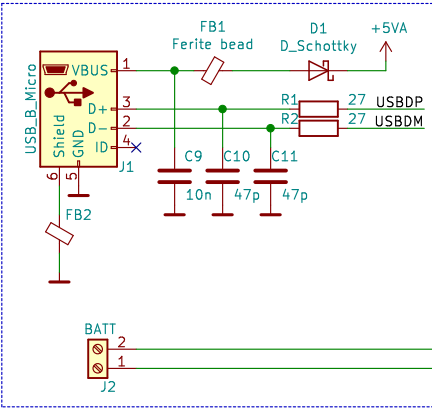 FB1
Ferite bead
D1
D_Schottky
+5VA
USB_B_Micro
VBUS
1
D+
3
D-
2
ID
4
Shield
GND
J1
6
5
R1
27
USBDP
R2
27
USBDM
C9
10n
C10
47p
C11
47p
FB2
BATT
2
1
J2